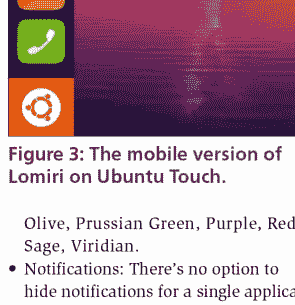 Figure 3: The mobile version of
Lomiri on Ubuntu Touch.
Olive, Prussian Green, Purple, Red
Sage, Viridian.
• Notifications: There's no option to
hide notifications for a single applica